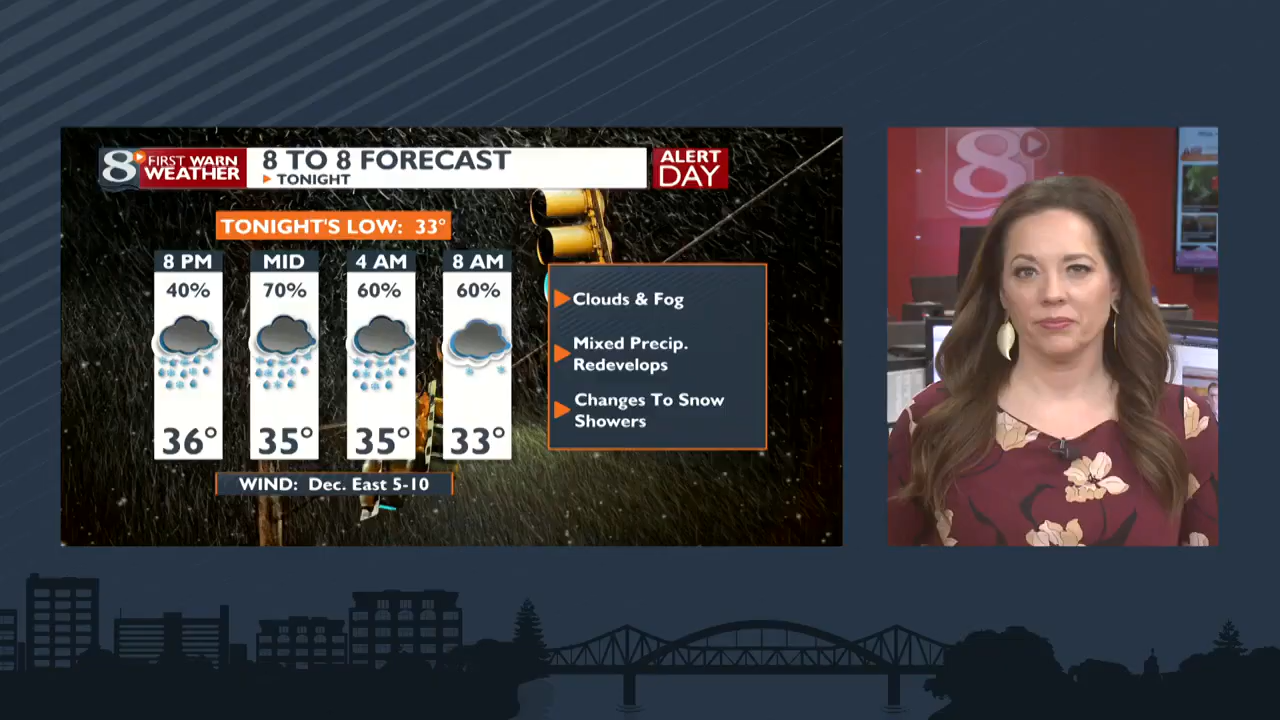 8 FIRST WARN
WEATHER
8 TO 8 FORECAST
TONIGHT
ALERT
DAY
TONIGHT'S LOW: 33°
8 PM
MID
4 AM
8 AM
40%
70%
60%
60%
36°
35°
35°
33°
Clouds & Fog
Mixed Precip.
Redevelops
Changes To Snow
Showers
WIND: Dec. East 5-10
8